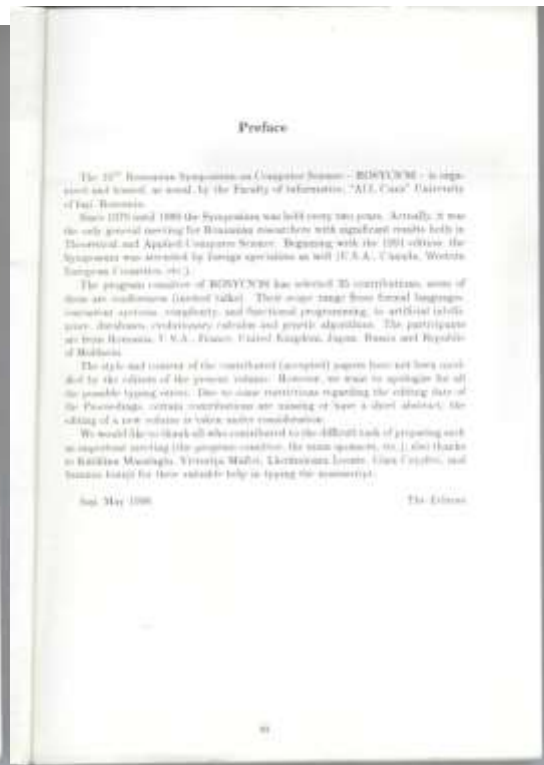 Preface
The Romanian Symposium on Computer Science - ROSYCS'98 - is orga-
nized and hosted, as usual, by the Faculty of Informatics, "Al.I. Cuza" University
of Iaşi, Romania.
Since 1979 until 1989 the Symposium was held every two years. Actually, it was
the only general meeting for Romanian researchers with significant results both in
Theoretical and Applied Computer Science. Beginning with the 1991 edition, the
Symposium was attended by foreign specialists as well (U.S.A., Canada, Western
European Countries, etc.).
The program committee of ROSYCS'98 has selected 35 contributions, some of
them are conferences (invited talks). Their scope range from formal languages,
concurrent systems, complexity, and functional programming, to artificial intelli-
gence, databases, evolutionary calculus and genetic algorithms. The participants
are from Romania, U.S.A., France, United Kingdom, Japan, Russia and Republic
of Moldavia.
The style and content of the contributed (accepted) papers have not been modi-
fied by the editors of the present volume. However, we want to apologize for all
the possible typing errors. Due to some restrictions regarding the editing date of
the Proceedings, certain contributions are missing or have a short abstract; the
editing of a new volume is taken under consideration.
We would like to thank all who contributed to the difficult task of preparing such
an important meeting (the program committee, the main sponsors, etc.); also thanks
to and
for their valuable help in typing the manuscript.
Iaşi, May 1998 The Editors